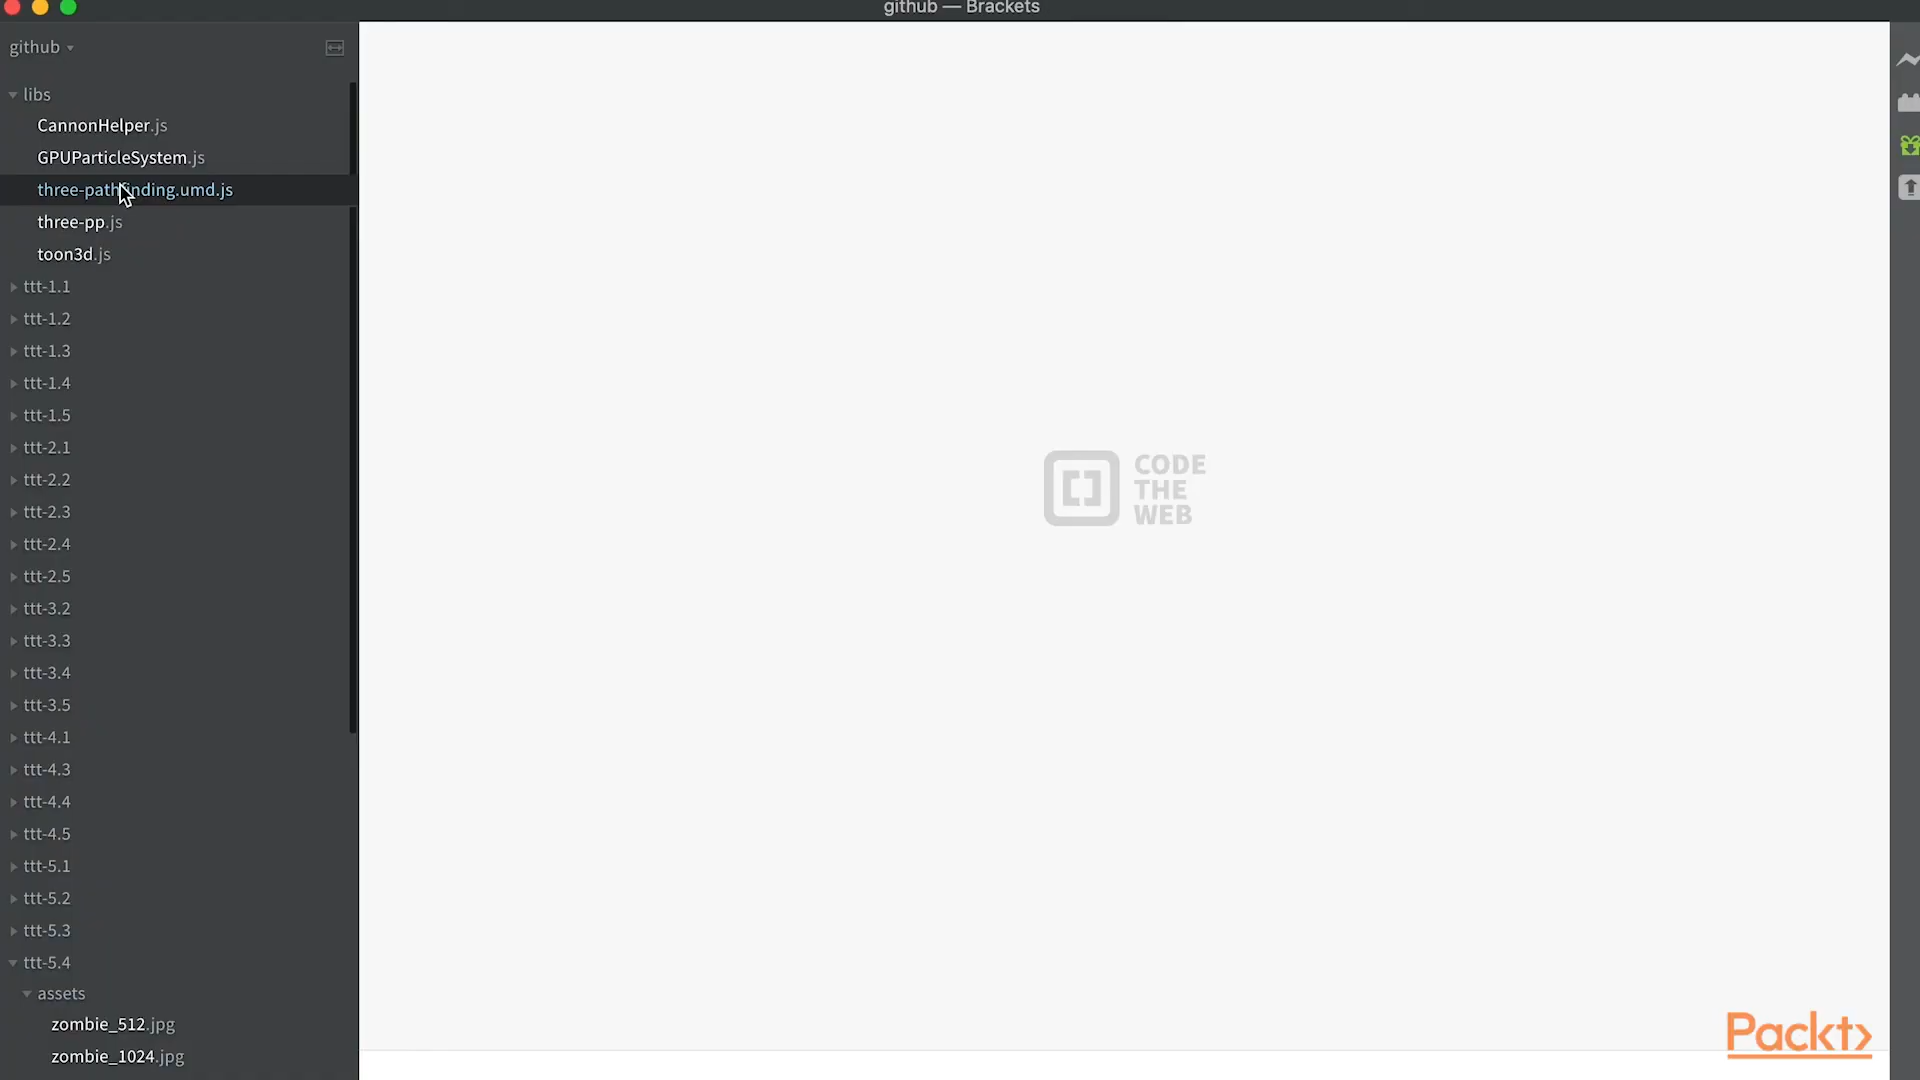 github — Brackets
github
libs
CannonHelper.js
GPUParticleSystem.js
three-pathfinding.umd.js
three-pp.js
toon3d.js
ttt-1.1
ttt-1.2
ttt-1.3
ttt-1.4
ttt-1.5
ttt-2.1
ttt-2.2
ttt-2.3
ttt-2.4
ttt-2.5
ttt-3.2
ttt-3.3
ttt-3.4
ttt-3.5
ttt-4.1
ttt-4.3
ttt-4.4
ttt-4.5
ttt-5.1
ttt-5.2
ttt-5.3
ttt-5.4
assets
zombie_512.jpg
zombie_1024.jpg
CODE
THE
WEB
Packt>